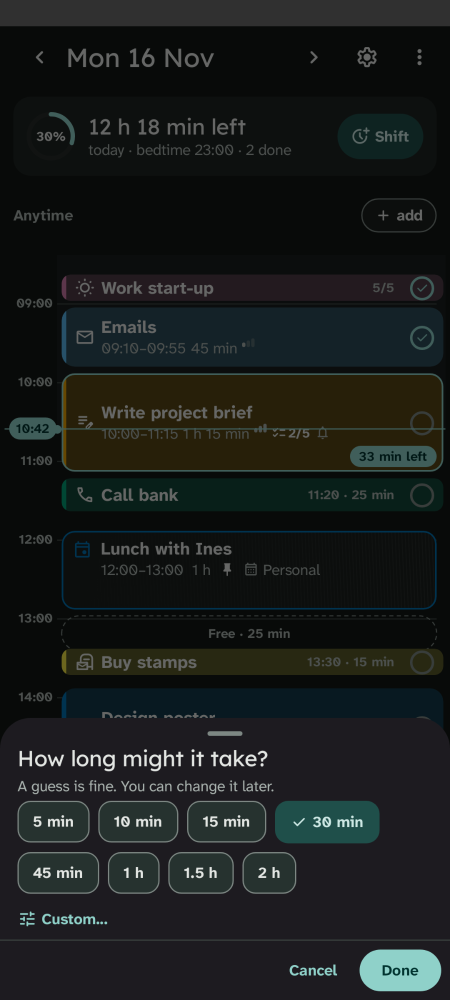 Mon 16 Nov
30%
12 h 18 min left
today · bedtime 23:00 · 2 done
Shift
Anytime
+ add
Work start-up
5/5
09:00
Emails
09:10–09:55 45 min
10:00
Write project brief
10:42
10:00–11:15 1 h 15 min
2/5
33 min left
11:00
Call bank
11:20 · 25 min
12:00
Lunch with Ines
12:00–13:00 1 h
Personal
13:00
Free · 25 min
Buy stamps
13:30 · 15 min
14:00
Design poster
How long might it take?
A guess is fine. You can change it later.
5 min
10 min
15 min
30 min
45 min
1 h
1.5 h
2 h
Custom...
Cancel
Done